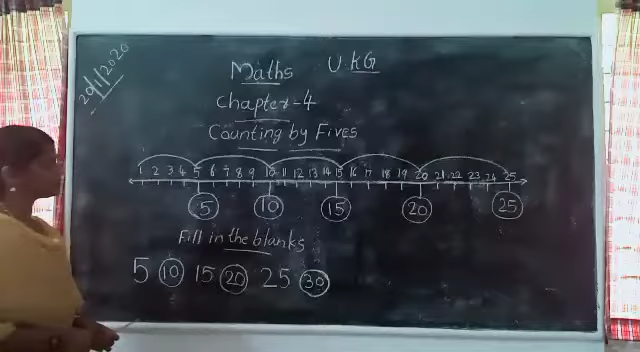 20/1/2020
Maths U.KG
Chapter-4
Counting by Fives
1 2 3 4 5 6 7 8 9 10 11 12 13 14 15 16 17 18 19 20 21 22 23 24 25
5 10 15 20 25
Fill in the blanks
5 10 15 20 25 30